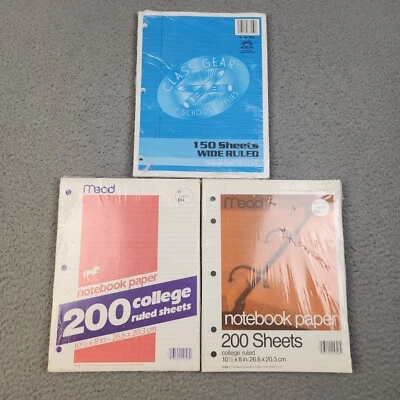 CLASS GEAR
SCHOOL SUPPLIES
150 Sheets
WIDE RULED
Mead
notebook paper
200 college
ruled sheets
10½ x 8 in-26.6 x 20.3 cm
Mead
notebook paper
200 Sheets
college ruled
10½ x 8 in-26.6 x 20.3 cm